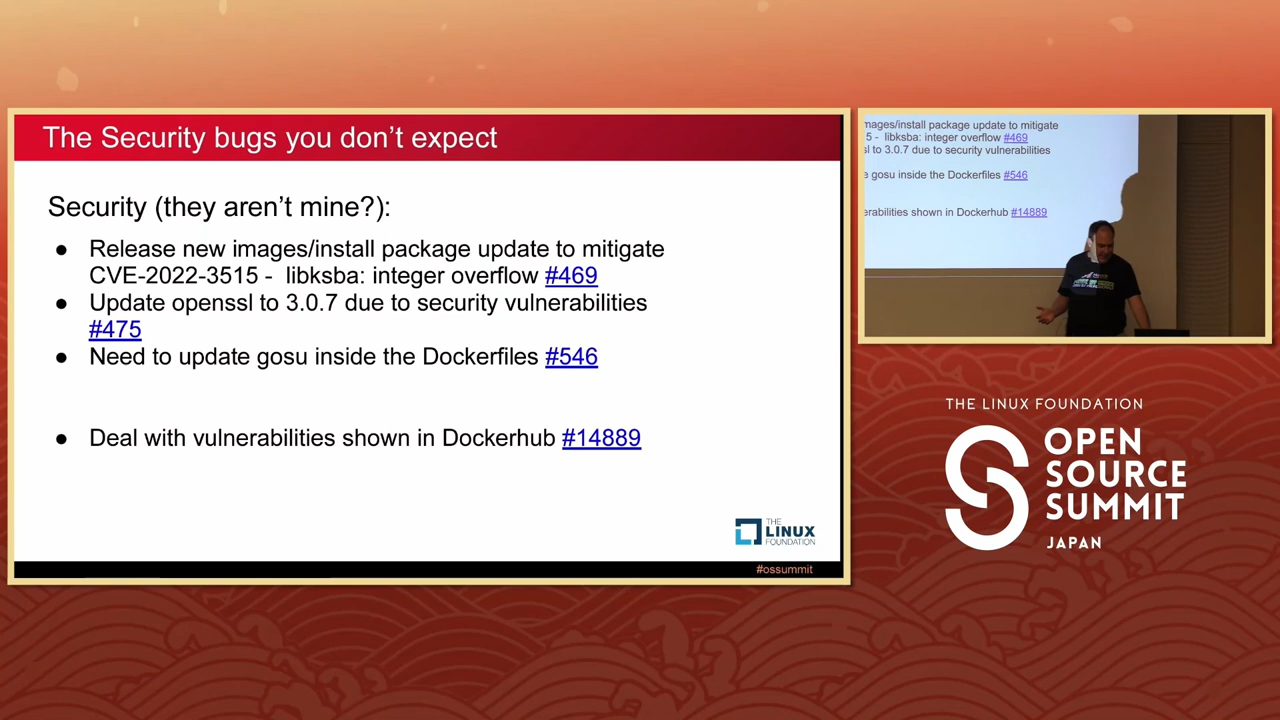 The Security bugs you don't expect
Security (they aren't mine?):
● Release new images/install package update to mitigate
CVE-2022-3515 - libksba: integer overflow #469
● Update openssl to 3.0.7 due to security vulnerabilities
#475
● Need to update gosu inside the Dockerfiles #546
● Deal with vulnerabilities shown in Dockerhub #14889
THE
LINUX
FOUNDATION
#ossummit
mages/install package update to mitigate
5 - libksba: integer overflow #469
sl to 3.0.7 due to security vulnerabilities
e gosu inside the Dockerfiles #546
erabilities shown in Dockerhub #14889
THE LINUX FOUNDATION
OPEN
SOURCE
SUMMIT
JAPAN